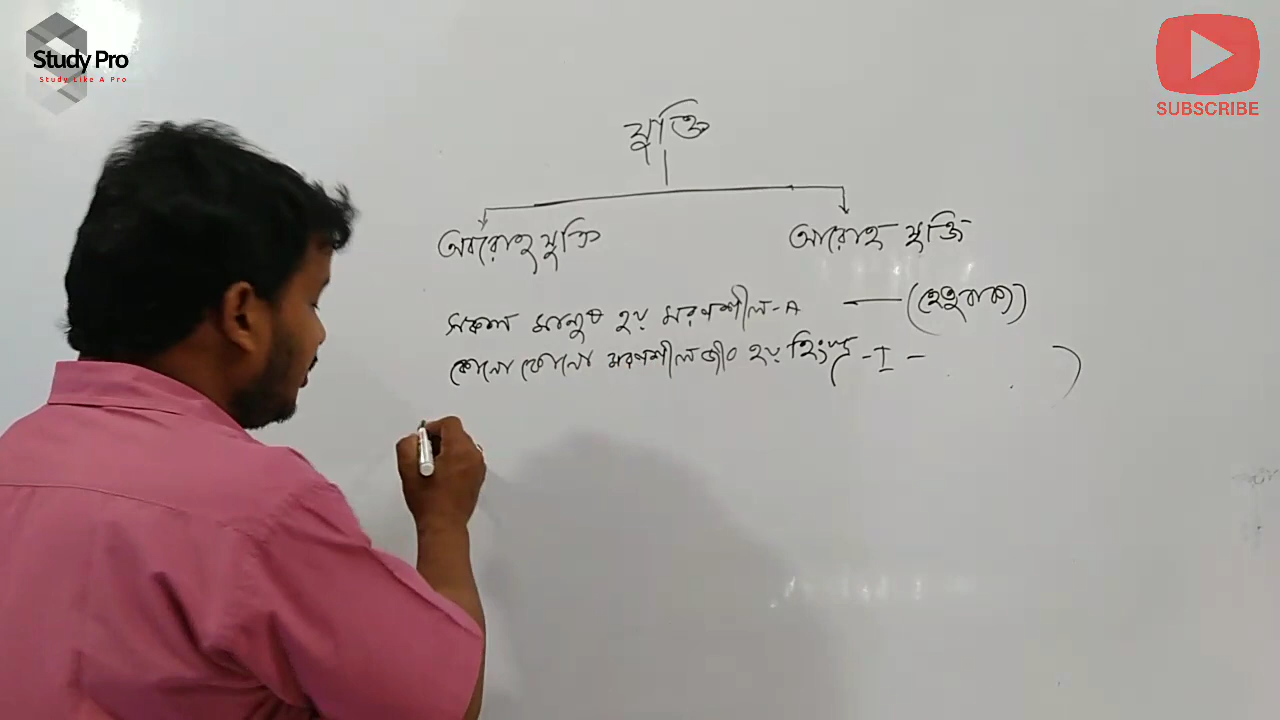 Study Pro
Study Like A Pro
SUBSCRIBE
যুক্তি
অবরোহ যুক্তি
আরোহ যুক্তি
সকল মানুষ হয় মরণশীল-A — (হেতুবাক্য)
কোনো কোনো মরণশীল জীব হয় হিংস্র -I - )